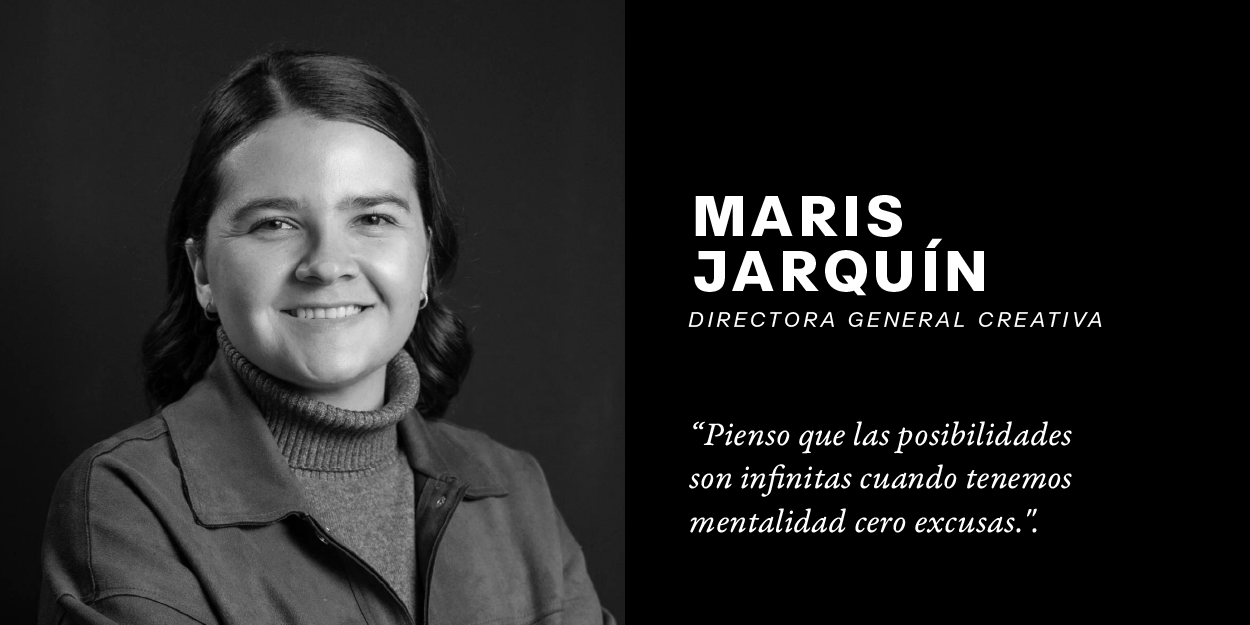 MARIS
JARQUÍN
DIRECTORA GENERAL CREATIVA
“Pienso que las posibilidades
son infinitas cuando tenemos
mentalidad cero excusas.".